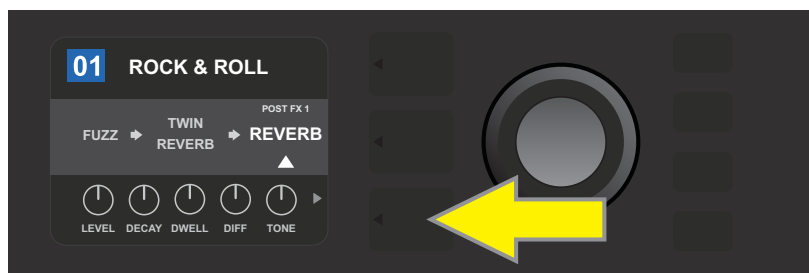 01 ROCK & ROLL
POST FX 1
FUZZ TWIN REVERB REVERB
LEVEL DECAY DWELL DIFF TONE